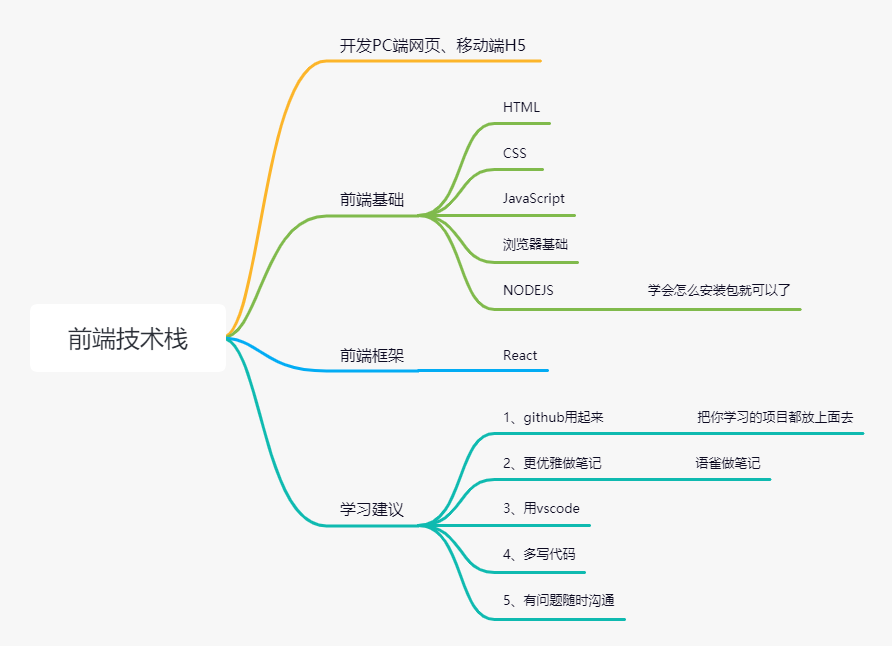 开发PC端网页、移动端H5
HTML
CSS
前端基础
JavaScript
浏览器基础
NODEJS 学会怎么安装包就可以了
前端技术栈
前端框架
React
1、github用起来 把你学习的项目都放上面去
2、更优雅做笔记 语雀做笔记
学习建议
3、用vscode
4、多写代码
5、有问题随时沟通